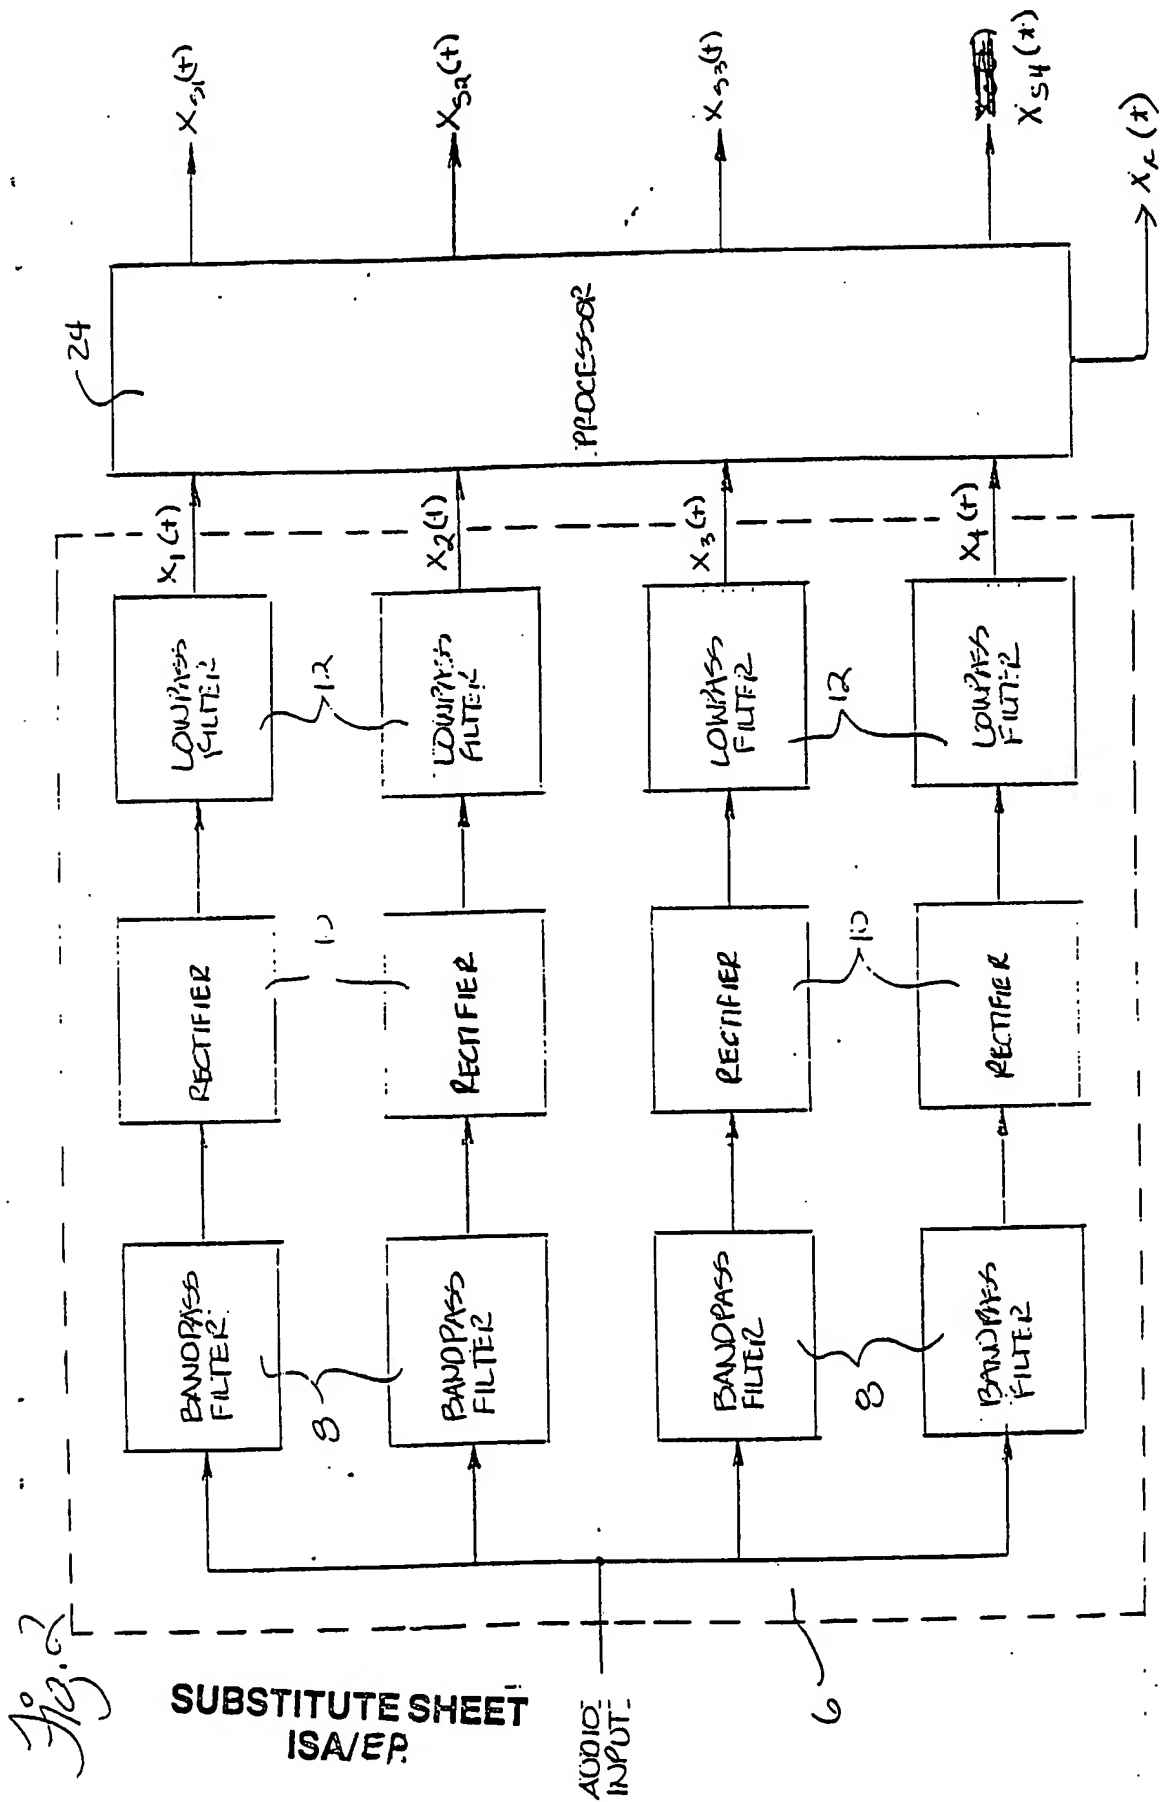 Fig. 2
SUBSTITUTE SHEET
ISA/EP
AUDIO
INPUT
6
BANDPASS
FILTER
8
BANDPASS
FILTER
BANDPASS
FILTER
8
BANDPASS
FILTER
RECTIFIER
10
RECTIFIER
RECTIFIER
10
RECTIFIER
LOWPASS
FILTER
12
LOWPASS
FILTER
LOWPASS
FILTER
12
LOWPASS
FILTER
X1(t)
X2(t)
X3(t)
X4(t)
24
PROCESSOR
XS1(t)
XS2(t)
XS3(t)
XS4(t)